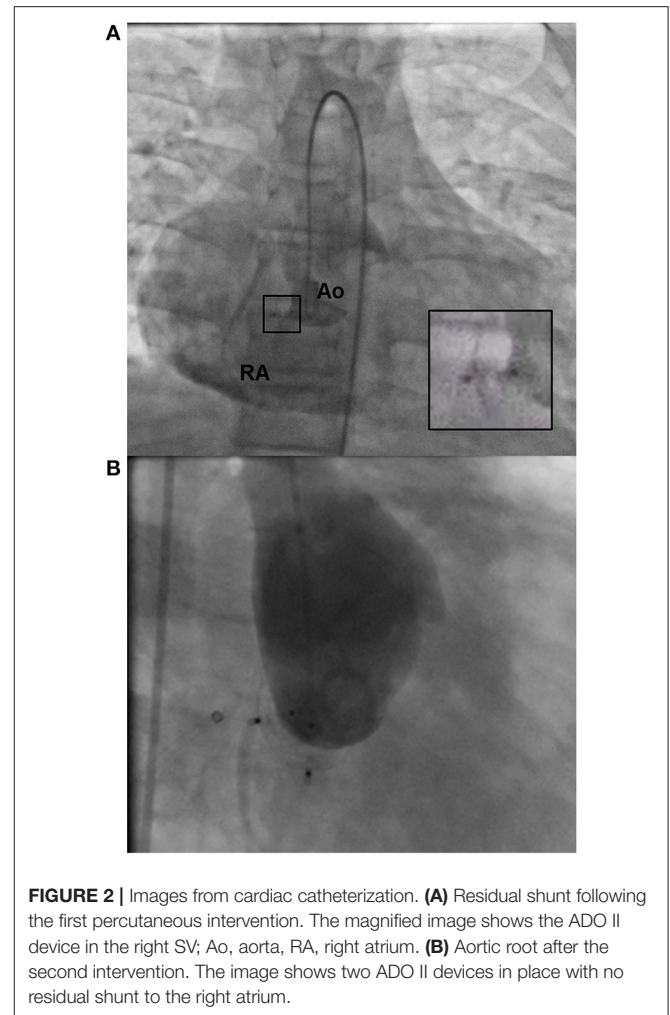 A
Ao
RA
B
FIGURE 2 | Images from cardiac catheterization. (A) Residual shunt following
the first percutaneous intervention. The magnified image shows the ADO II
device in the right SV; Ao, aorta, RA, right atrium. (B) Aortic root after the
second intervention. The image shows two ADO II devices in place with no
residual shunt to the right atrium.